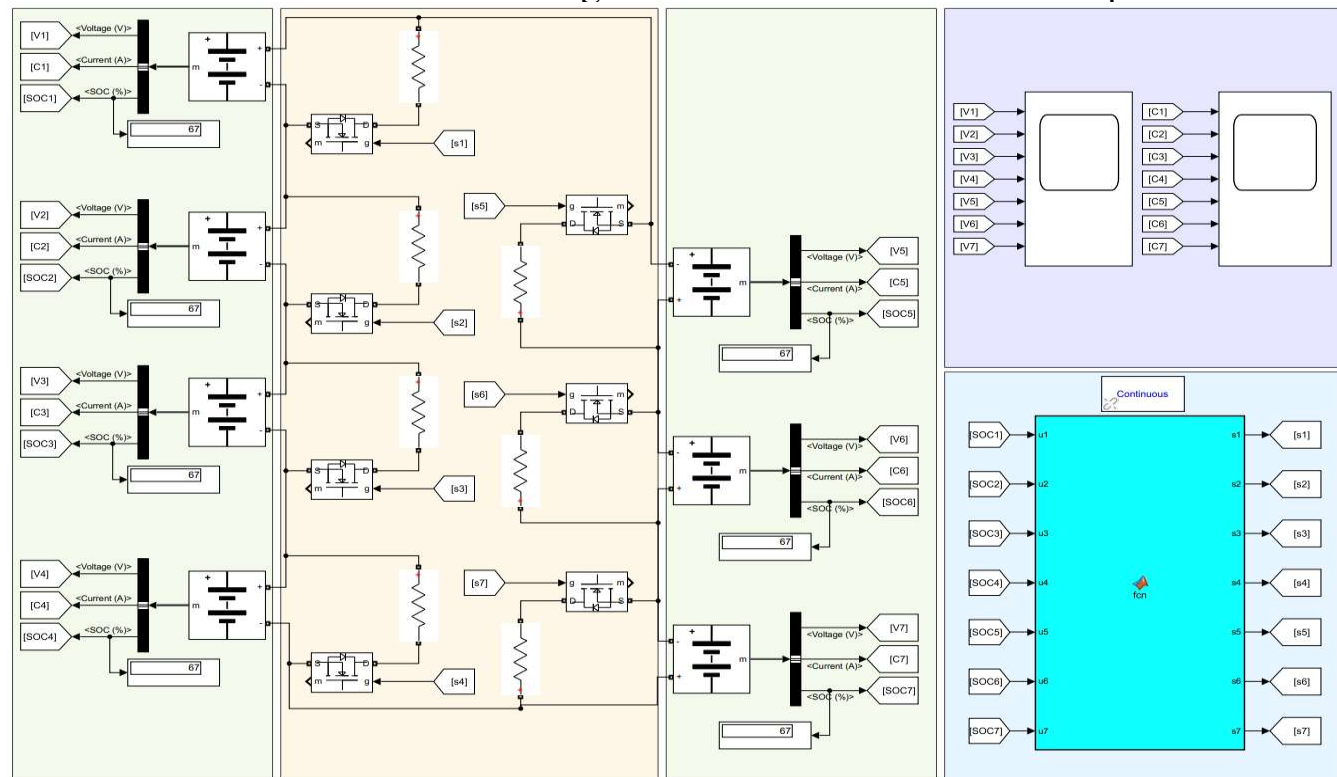 [V1]
<Voltage (V)>
[C1]
<Current (A)>
m
[SOC1]
<SOC (%)>
67
S
D
m
g
[s1]
[V2]
<Voltage (V)>
[C2]
<Current (A)>
m
[SOC2]
<SOC (%)>
67
S
D
m
g
[s2]
[V3]
<Voltage (V)>
[C3]
<Current (A)>
m
[SOC3]
<SOC (%)>
67
S
D
m
g
[s3]
[V4]
<Voltage (V)>
[C4]
<Current (A)>
m
[SOC4]
<SOC (%)>
67
S
D
m
g
[s4]
[s5]
g
m
D
S
m
<Voltage (V)>
[V5]
<Current (A)>
[C5]
<SOC (%)>
[SOC5]
67
[s6]
g
m
D
S
m
<Voltage (V)>
[V6]
<Current (A)>
[C6]
<SOC (%)>
[SOC6]
67
[s7]
g
m
D
S
m
<Voltage (V)>
[V7]
<Current (A)>
[C7]
<SOC (%)>
[SOC7]
67
[V1]
[V2]
[V3]
[V4]
[V5]
[V6]
[V7]
[C1]
[C2]
[C3]
[C4]
[C5]
[C6]
[C7]
Continuous
[SOC1] u1 s1 [s1]
[SOC2] u2 s2 [s2]
[SOC3] u3 s3 [s3]
[SOC4] u4 s4 [s4]
fcn
[SOC5] u5 s5 [s5]
[SOC6] u6 s6 [s6]
[SOC7] u7 s7 [s7]